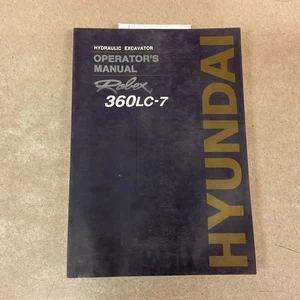 HYDRAULIC EXCAVATOR
OPERATOR'S
MANUAL
Robex
360LC-7
HYUNDAI